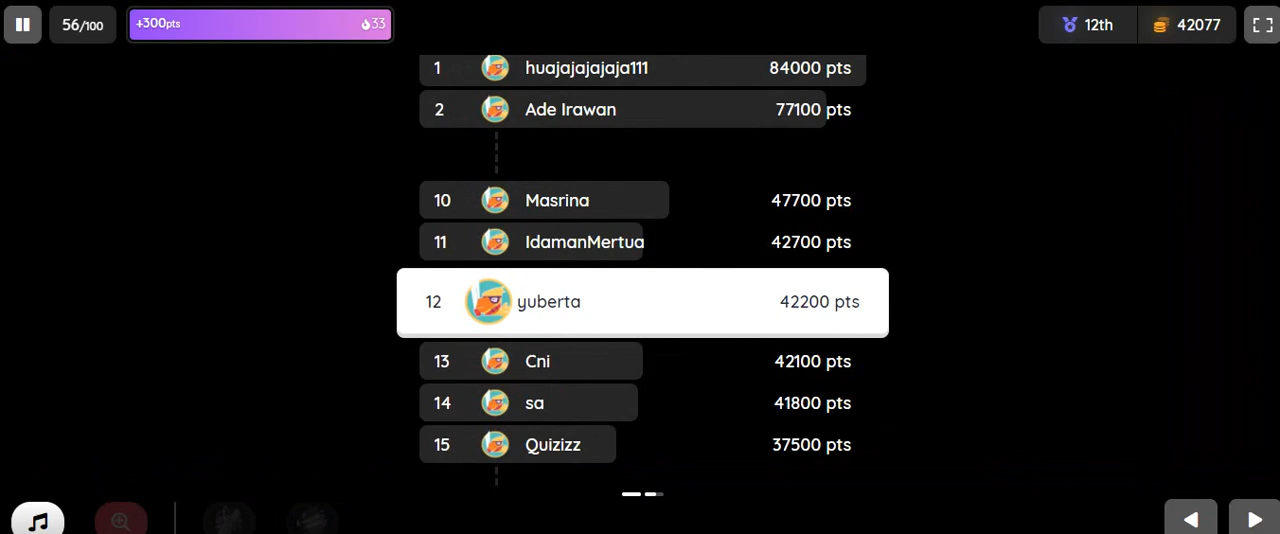 56/100 +300pts 33 12th 42077
1 huajajajajaja111 84000 pts
2 Ade Irawan 77100 pts
10 Masrina 47700 pts
11 IdamanMertua 42700 pts
12 yuberta 42200 pts
13 Cni 42100 pts
14 sa 41800 pts
15 Quizizz 37500 pts